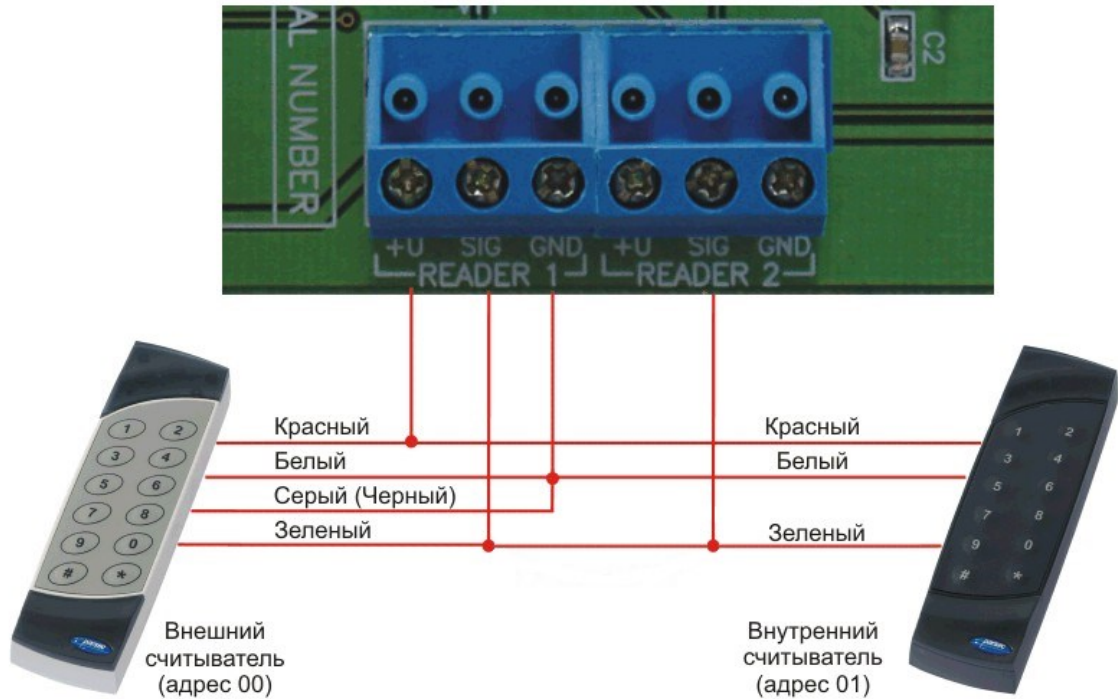 AL NUMBER
C2
+U SIG GND +U SIG GND
READER 1 READER 2
Красный Красный
Белый Белый
Серый (Черный)
Зеленый Зеленый
1 2
3 4
5 6
7 8
9 0
# *
1 2
3 4
5 6
7 8
9 0
# *
parsec
parsec
Внешний
считыватель
(адрес 00)
Внутренний
считыватель
(адрес 01)